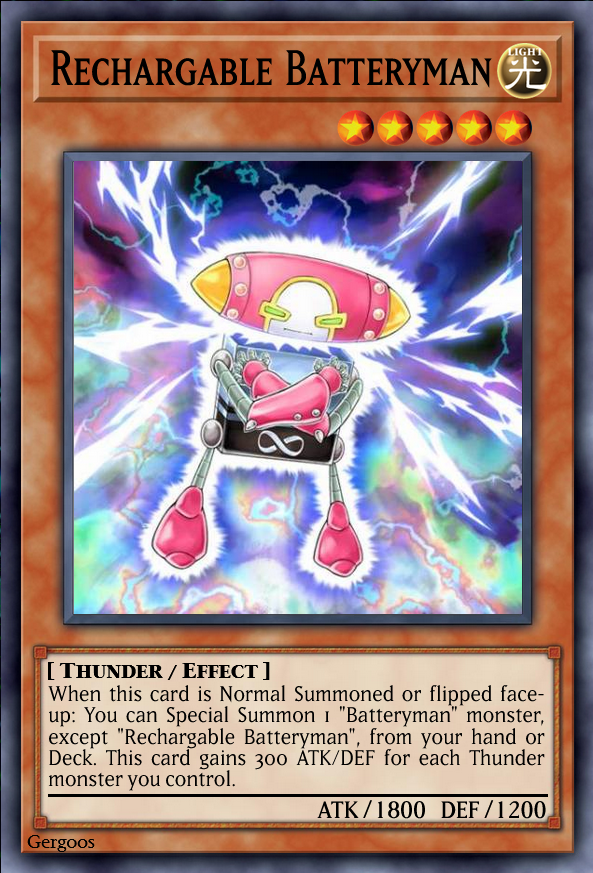 Rechargable Batteryman
LIGHT
光
[ Thunder / Effect ]
When this card is Normal Summoned or flipped face-
up: You can Special Summon 1 "Batteryman" monster,
except "Rechargable Batteryman", from your hand or
Deck. This card gains 300 ATK/DEF for each Thunder
monster you control.
ATK/1800 DEF/1200
Gergoos